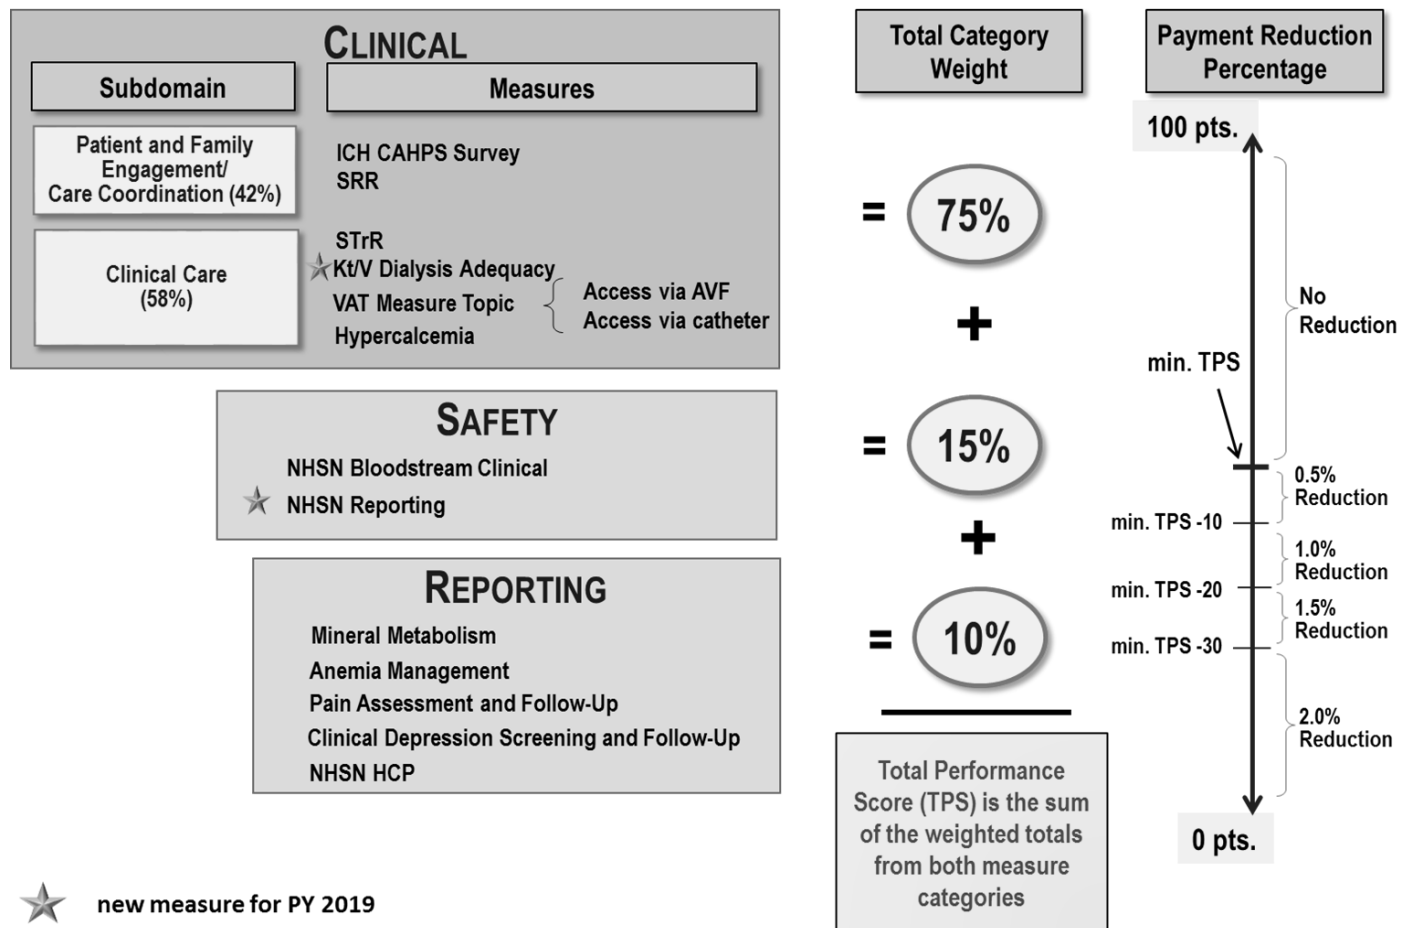 CLINICAL
Subdomain
Measures
Patient and Family
Engagement/
Care Coordination (42%)
ICH CAHPS Survey
SRR
Clinical Care
(58%)
STrR
Kt/V Dialysis Adequacy
VAT Measure Topic
Access via AVF
Access via catheter
Hypercalcemia
SAFETY
NHSN Bloodstream Clinical
NHSN Reporting
REPORTING
Mineral Metabolism
Anemia Management
Pain Assessment and Follow-Up
Clinical Depression Screening and Follow-Up
NHSN HCP
new measure for PY 2019
Total Category
Weight
= 75%
+
= 15%
+
= 10%
Total Performance
Score (TPS) is the sum
of the weighted totals
from both measure
categories
Payment Reduction
Percentage
100 pts.
No
Reduction
min. TPS
0.5%
Reduction
min. TPS -10
1.0%
Reduction
min. TPS -20
1.5%
Reduction
min. TPS -30
2.0%
Reduction
0 pts.